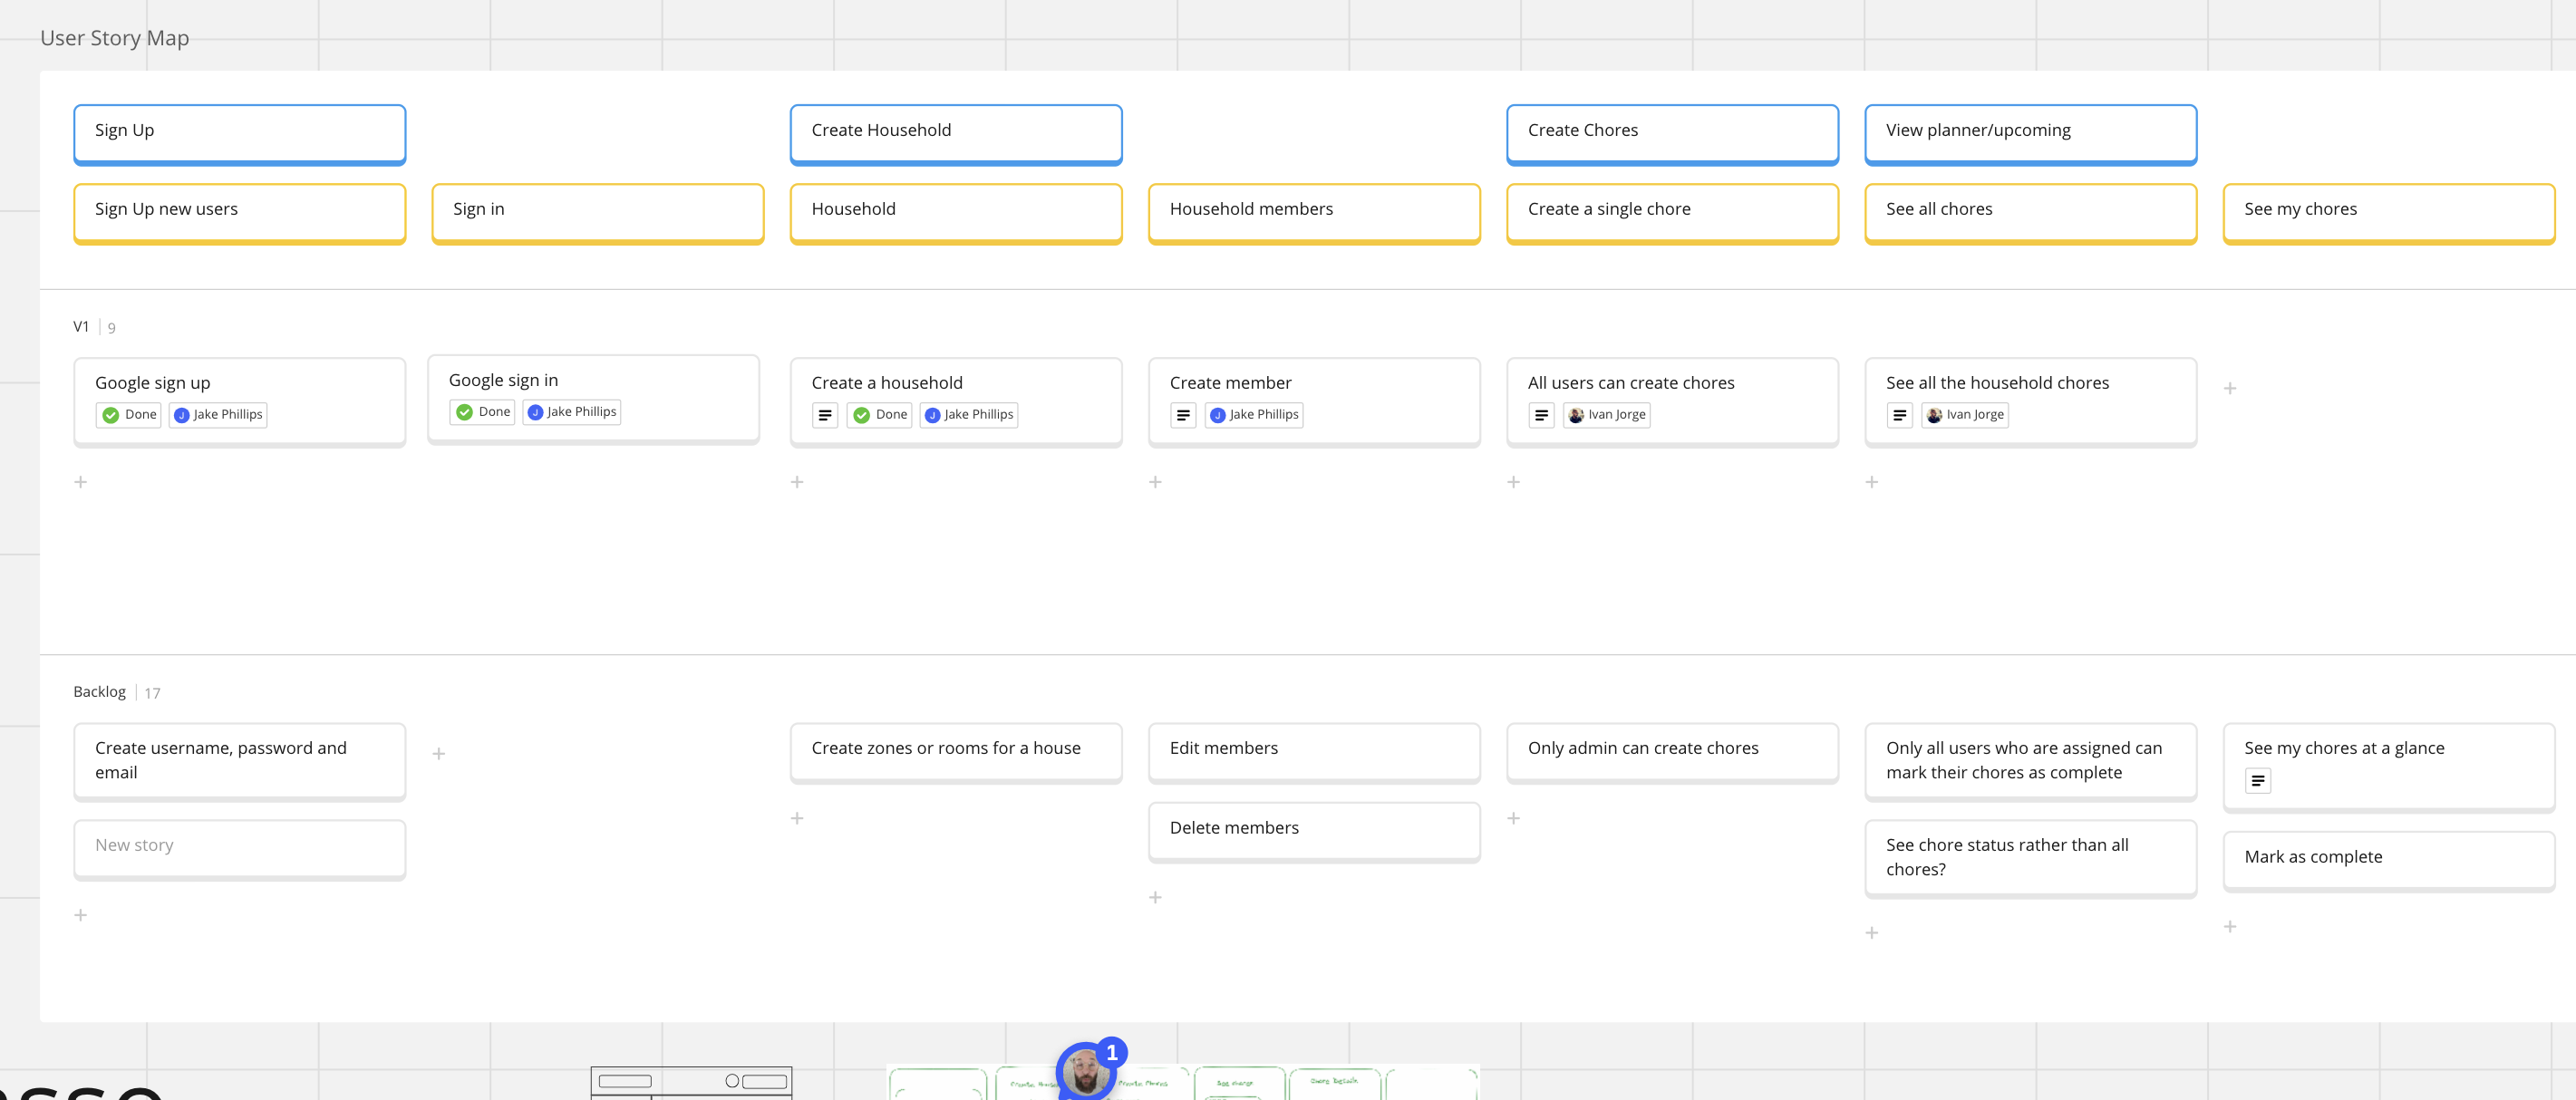 User Story Map
Sign Up
Create Household
Create Chores
View planner/upcoming
Sign Up new users
Sign in
Household
Household members
Create a single chore
See all chores
See my chores
V1 9
Google sign up
Done J Jake Phillips
Google sign in
Done J Jake Phillips
Create a household
Done J Jake Phillips
Create member
J Jake Phillips
All users can create chores
Ivan Jorge
See all the household chores
Ivan Jorge
Backlog 17
Create username, password and
email
New story
Create zones or rooms for a house
Edit members
Delete members
Only admin can create chores
Only all users who are assigned can
mark their chores as complete
See chore status rather than all
chores?
See my chores at a glance
Mark as complete
1